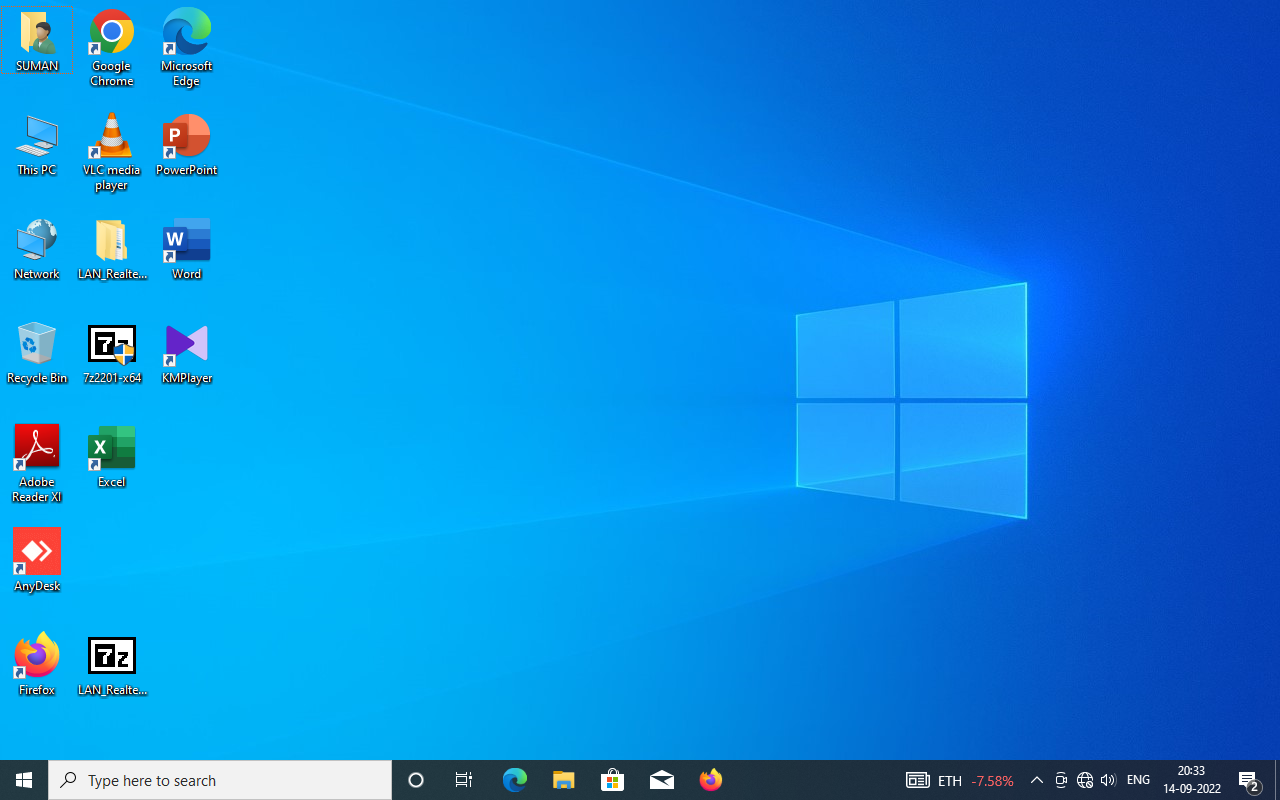 SUMAN
Google
Chrome
Microsoft
Edge
This PC
VLC media
player
PowerPoint
Network
LAN_Realte...
Word
Recycle Bin
7z2201-x64
KMPlayer
Adobe
Reader XI
Excel
AnyDesk
Firefox
LAN_Realte...
Type here to search
ETH -7.58%
ENG
20:33
14-09-2022
2